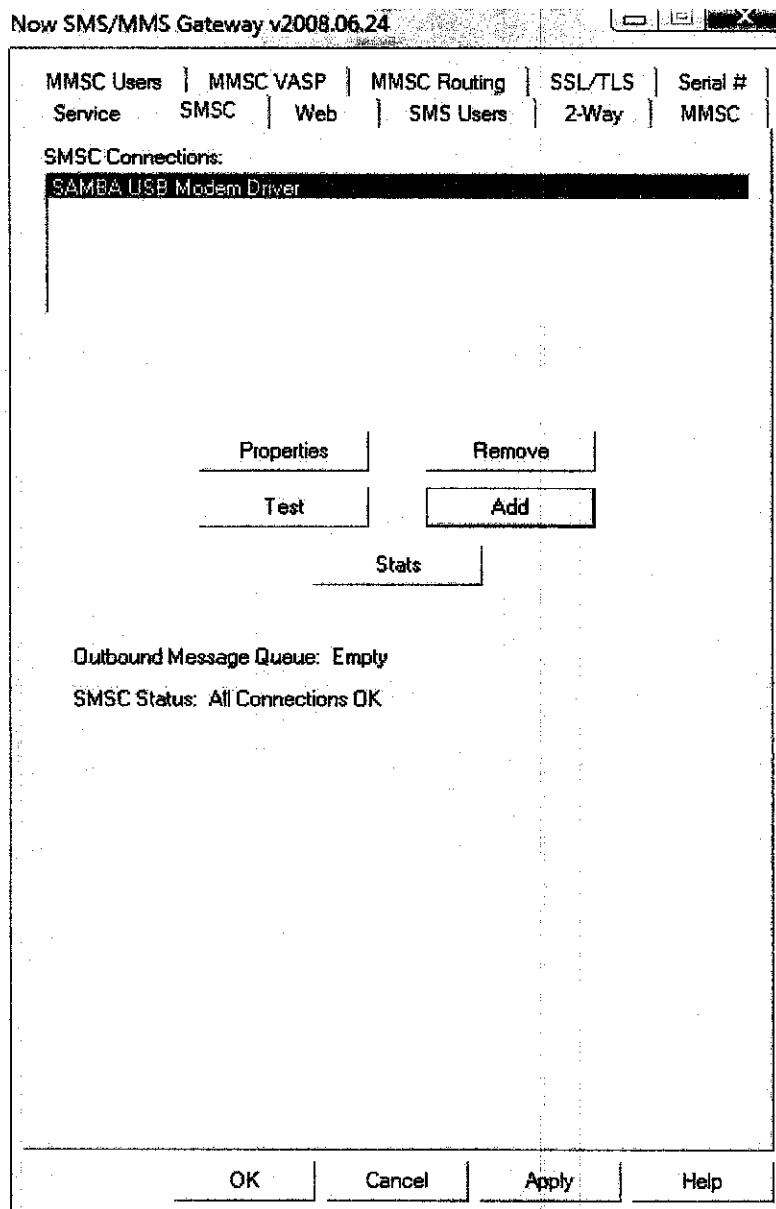 Now SMS/MMS Gateway v2008.06.24
MMSC Users MMSC VASP MMSC Routing SSL/TLS Serial #
Service SMSC Web SMS Users 2-Way MMSC
SMSC Connections:
SAMBA USB Modem Driver
Properties Remove
Test Add
Stats
Outbound Message Queue: Empty
SMSC Status: All Connections OK
OK Cancel Apply Help